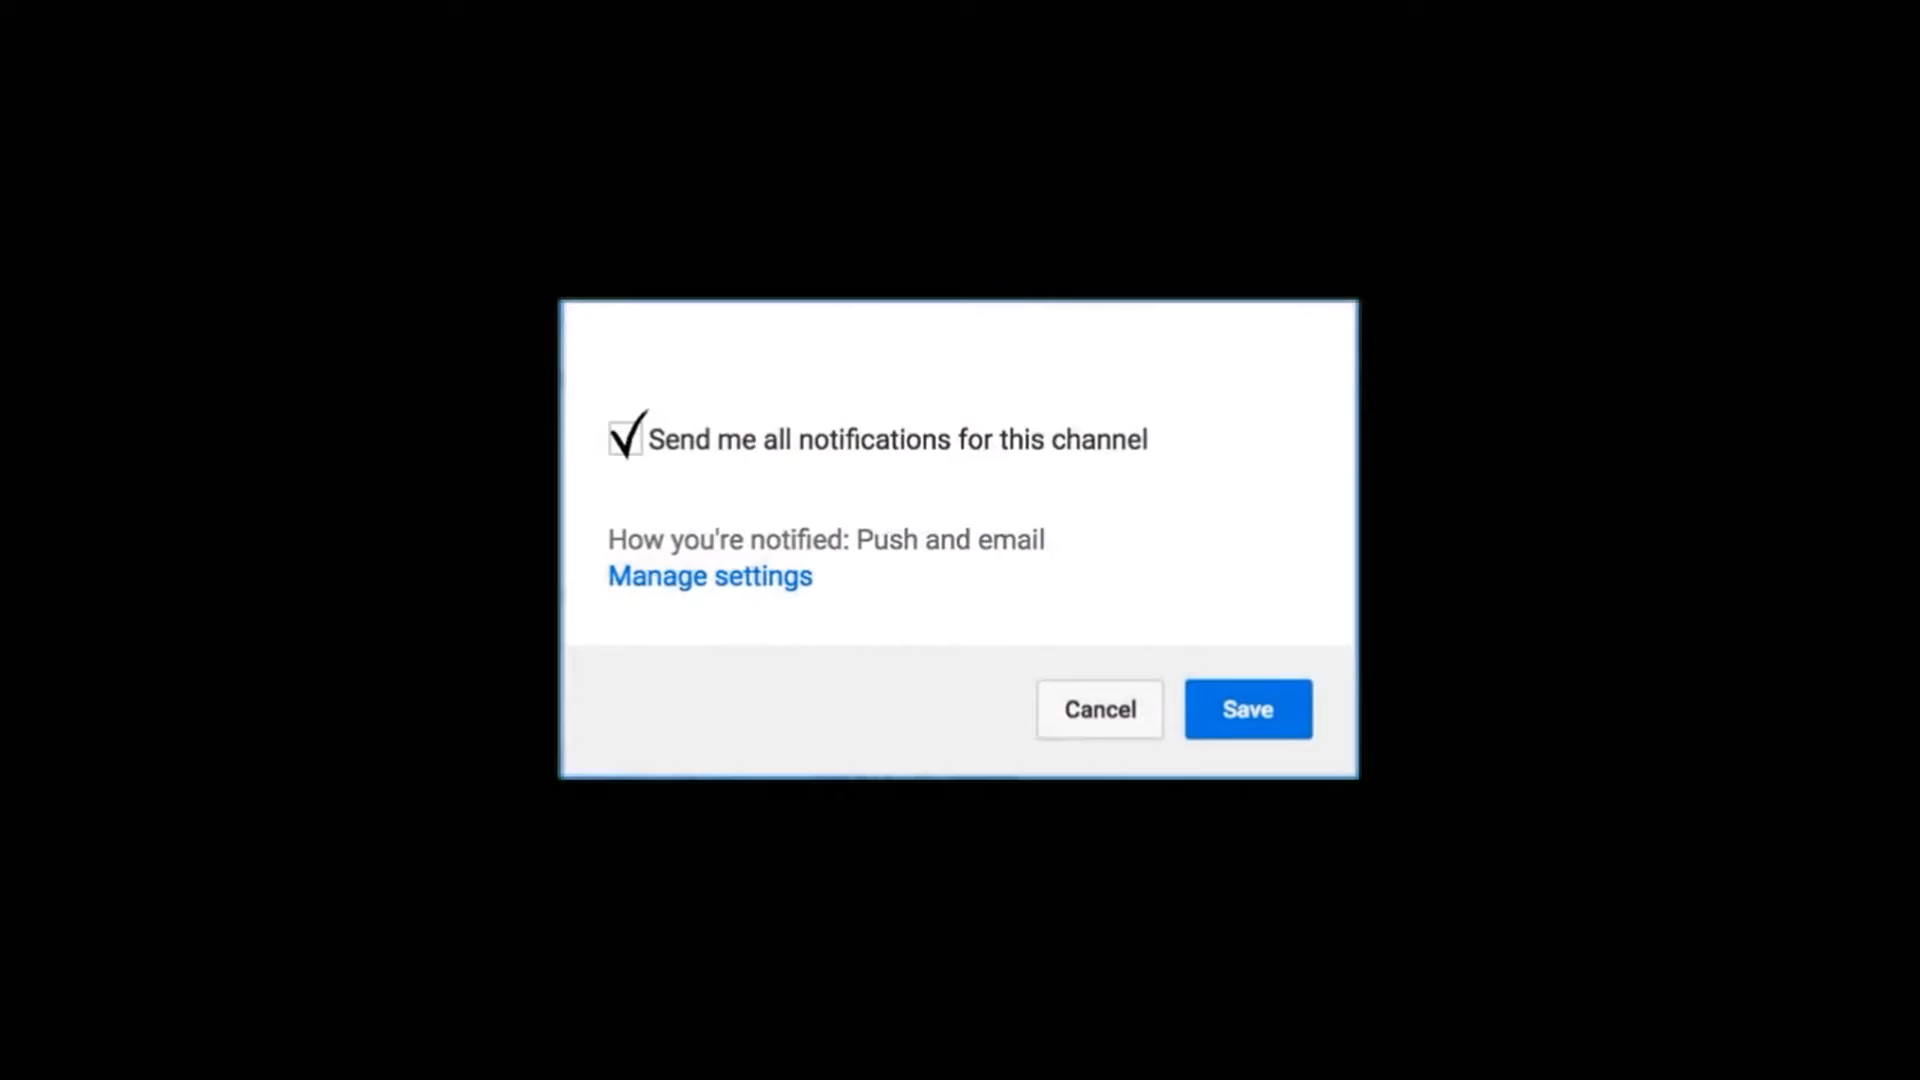 Send me all notifications for this channel
How you're notified: Push and email
Manage settings
Cancel
Save